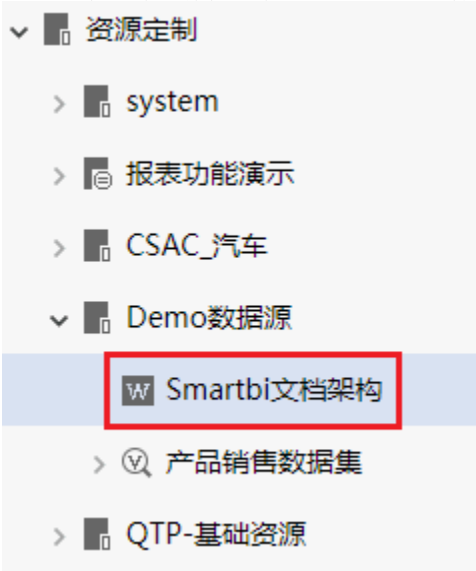 资源定制
system
报表功能演示
CSAC_汽车
Demo数据源
Smartbi文档架构
产品销售数据集
QTP-基础资源